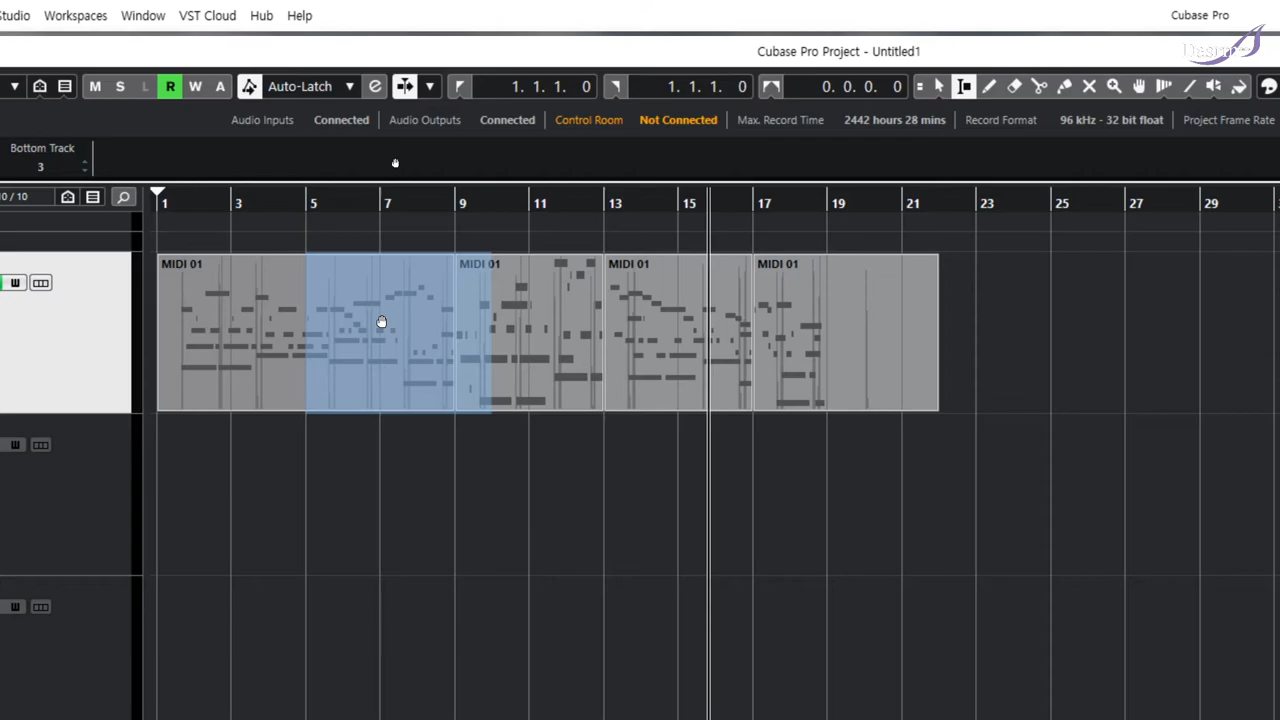 Studio Workspaces Window VST Cloud Hub Help Cubase Pro
Cubase Pro Project - Untitled1
M S L R W A Auto-Latch 1. 1. 1. 0 1. 1. 1. 0 0. 0. 0. 0
Audio Inputs Connected Audio Outputs Connected Control Room Not Connected Max. Record Time 2442 hours 28 mins Record Format 96 kHz - 32 bit float Project Frame Rate
Bottom Track
3
10 / 10
1 3 5 7 9 11 13 15 17 19 21 23 25 27 29
MIDI 01 MIDI 01 MIDI 01 MIDI 01